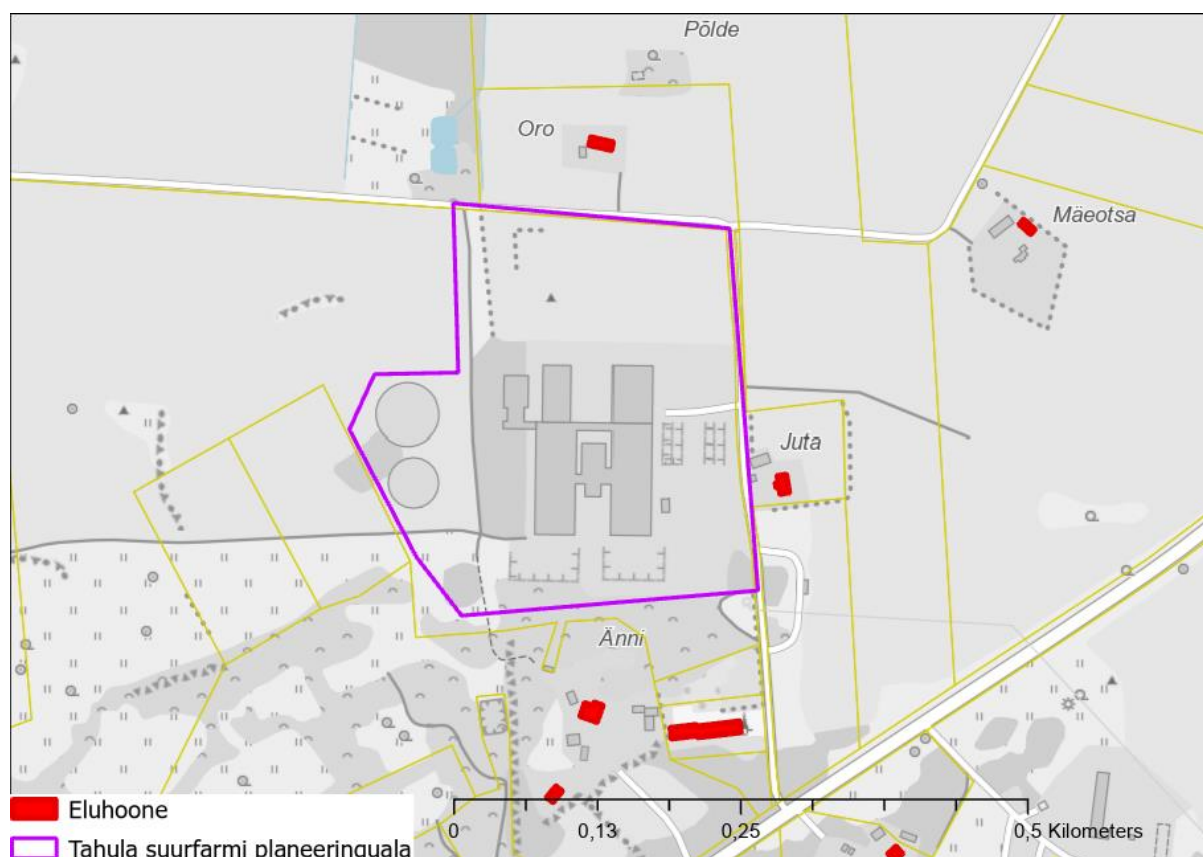 Põlde
Oro
Mäeotsa
Juta
Änni
Eluhoone
Tahula suurfarmi planeeringuala
0
0,13
0,25
0,5 Kilometers